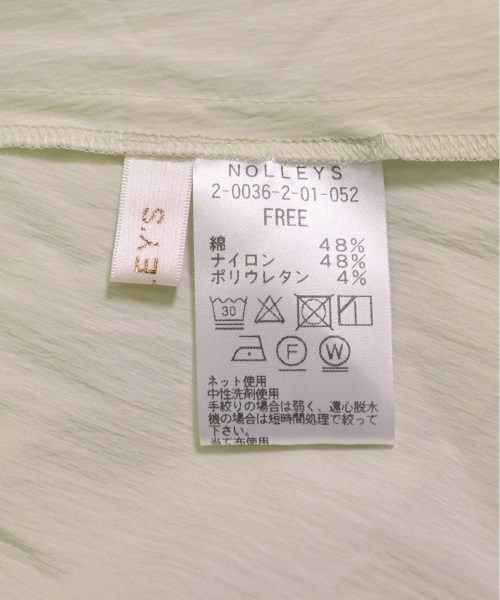 NOLLEYS
2-0036-2-01-052
FREE
綿 48%
ナイロン 48%
ポリウレタン 4%
30
F W
ネット使用
中性洗剤使用
手絞りの場合は弱く、遠心脱水
機の場合は短時間処理で絞って
下さい。
当て布使用
LEY'S